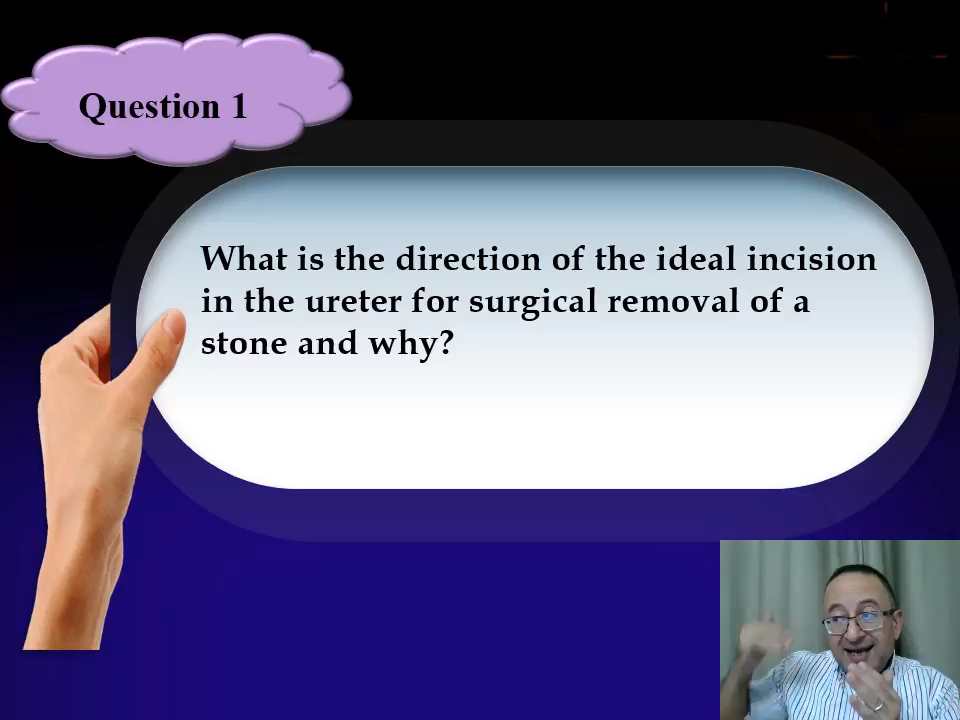 Question 1
What is the direction of the ideal incision
in the ureter for surgical removal of a
stone and why?